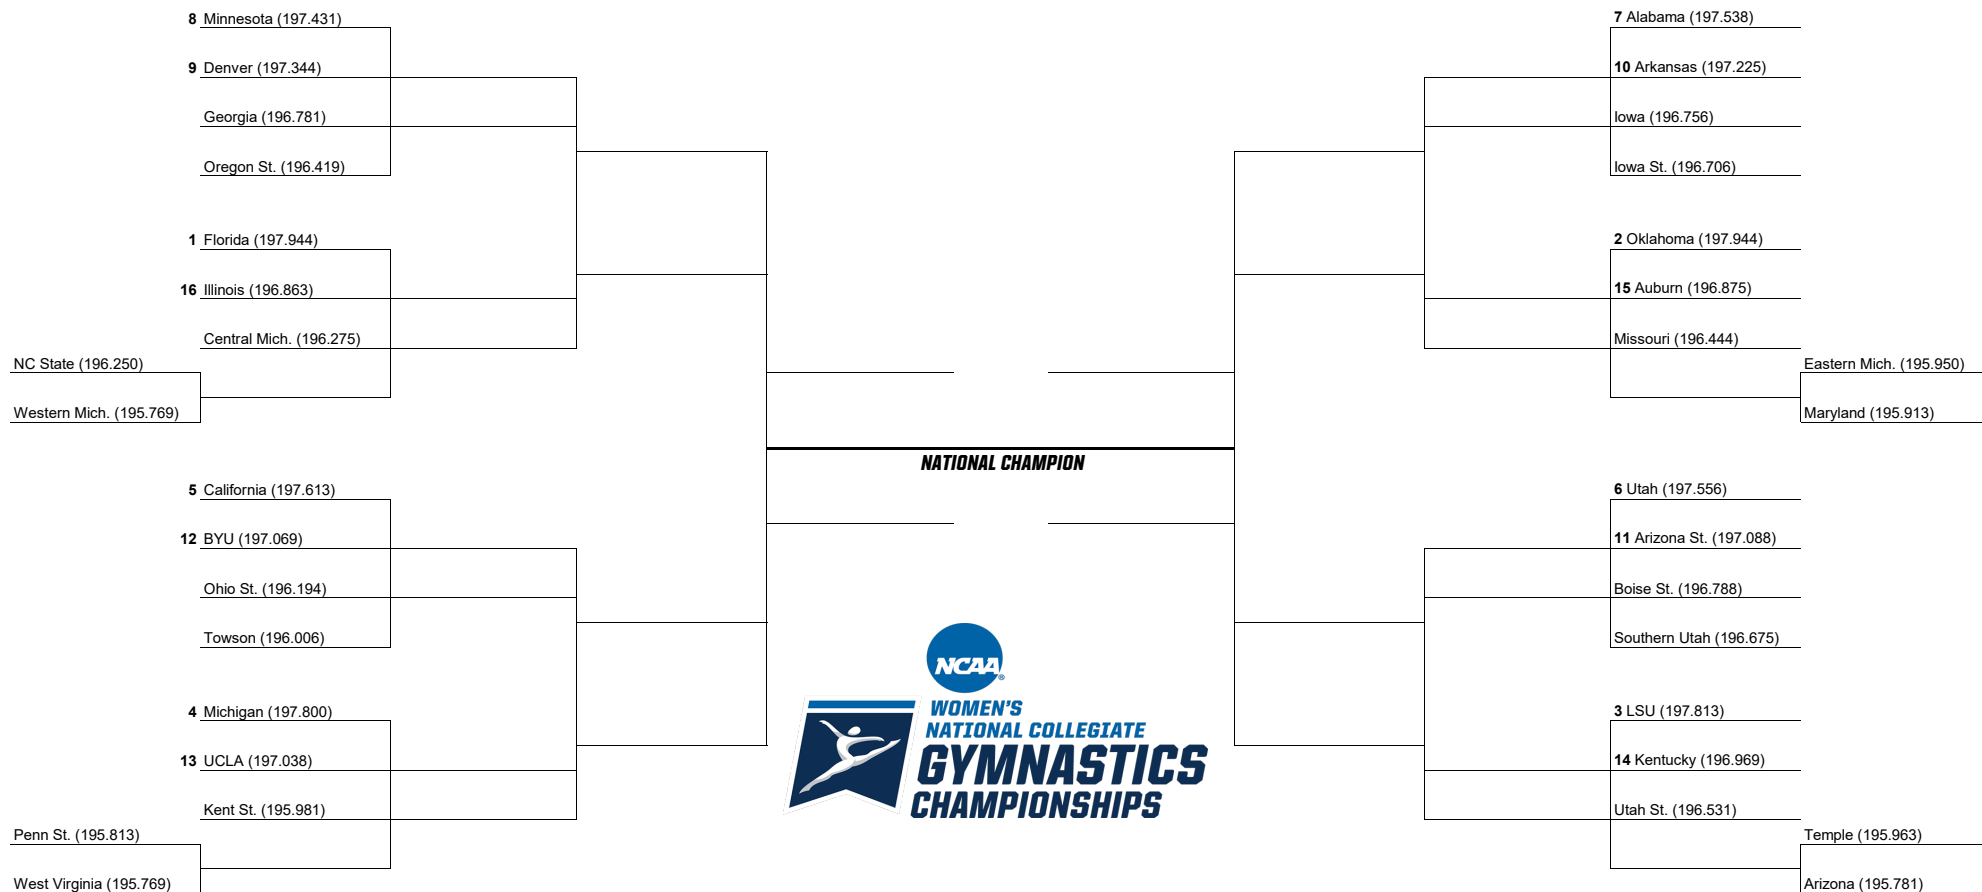 8 Minnesota (197.431)
9 Denver (197.344)
Georgia (196.781)
Oregon St. (196.419)
1 Florida (197.944)
16 Illinois (196.863)
Central Mich. (196.275)
NC State (196.250)
Western Mich. (195.769)
5 California (197.613)
12 BYU (197.069)
Ohio St. (196.194)
Towson (196.006)
4 Michigan (197.800)
13 UCLA (197.038)
Kent St. (195.981)
Penn St. (195.813)
West Virginia (195.769)
NATIONAL CHAMPION
NCAA®
WOMEN'S
NATIONAL COLLEGIATE
GYMNASTICS
CHAMPIONSHIPS
7 Alabama (197.538)
10 Arkansas (197.225)
Iowa (196.756)
Iowa St. (196.706)
2 Oklahoma (197.944)
15 Auburn (196.875)
Missouri (196.444)
Eastern Mich. (195.950)
Maryland (195.913)
6 Utah (197.556)
11 Arizona St. (197.088)
Boise St. (196.788)
Southern Utah (196.675)
3 LSU (197.813)
14 Kentucky (196.969)
Utah St. (196.531)
Temple (195.963)
Arizona (195.781)